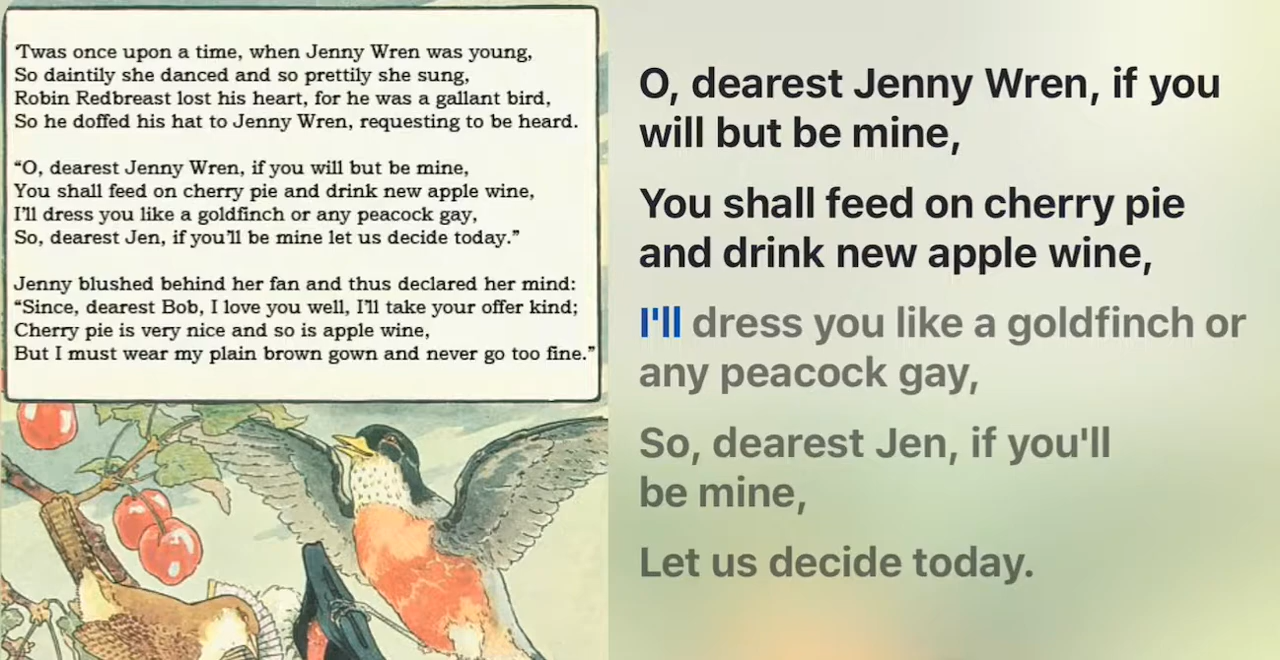 'Twas once upon a time, when Jenny Wren was young,
So daintily she danced and so prettily she sung,
Robin Redbreast lost his heart, for he was a gallant bird,
So he doffed his hat to Jenny Wren, requesting to be heard.
“O, dearest Jenny Wren, if you will but be mine,
You shall feed on cherry pie and drink new apple wine,
I'll dress you like a goldfinch or any peacock gay,
So, dearest Jen, if you'll be mine let us decide today.”
Jenny blushed behind her fan and thus declared her mind:
“Since, dearest Bob, I love you well, I'll take your offer kind;
Cherry pie is very nice and so is apple wine,
But I must wear my plain brown gown and never go too fine.”
O, dearest Jenny Wren, if you
will but be mine,
You shall feed on cherry pie
and drink new apple wine,
I'll dress you like a goldfinch or
any peacock gay,
So, dearest Jen, if you'll
be mine,
Let us decide today.